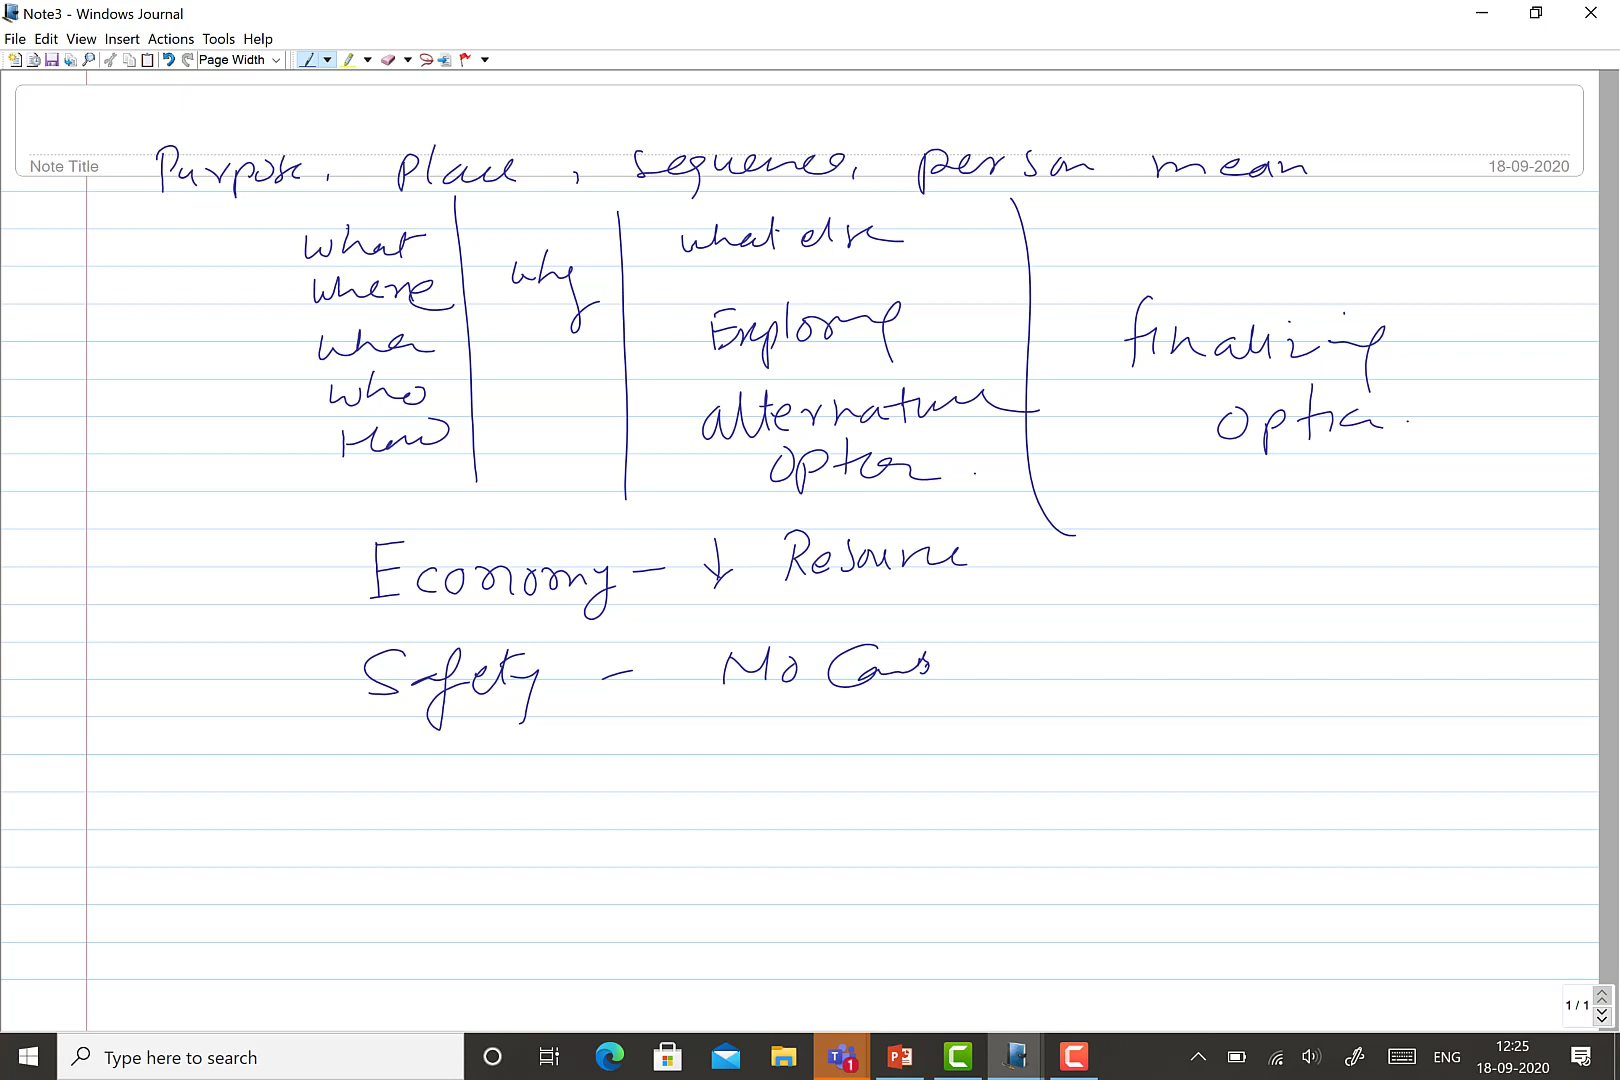 Note3 - Windows Journal
File Edit View Insert Actions Tools Help
Page Width
Note Title
18-09-2020
Purpose, place, sequence, person mean
what
where
when
who
How
why
what else
Exploring
alternative
option.
finalizing
option.
Economy - ↓ Resource
Safety - No
1 / 1
Type here to search
1
ENG
12:25
18-09-2020